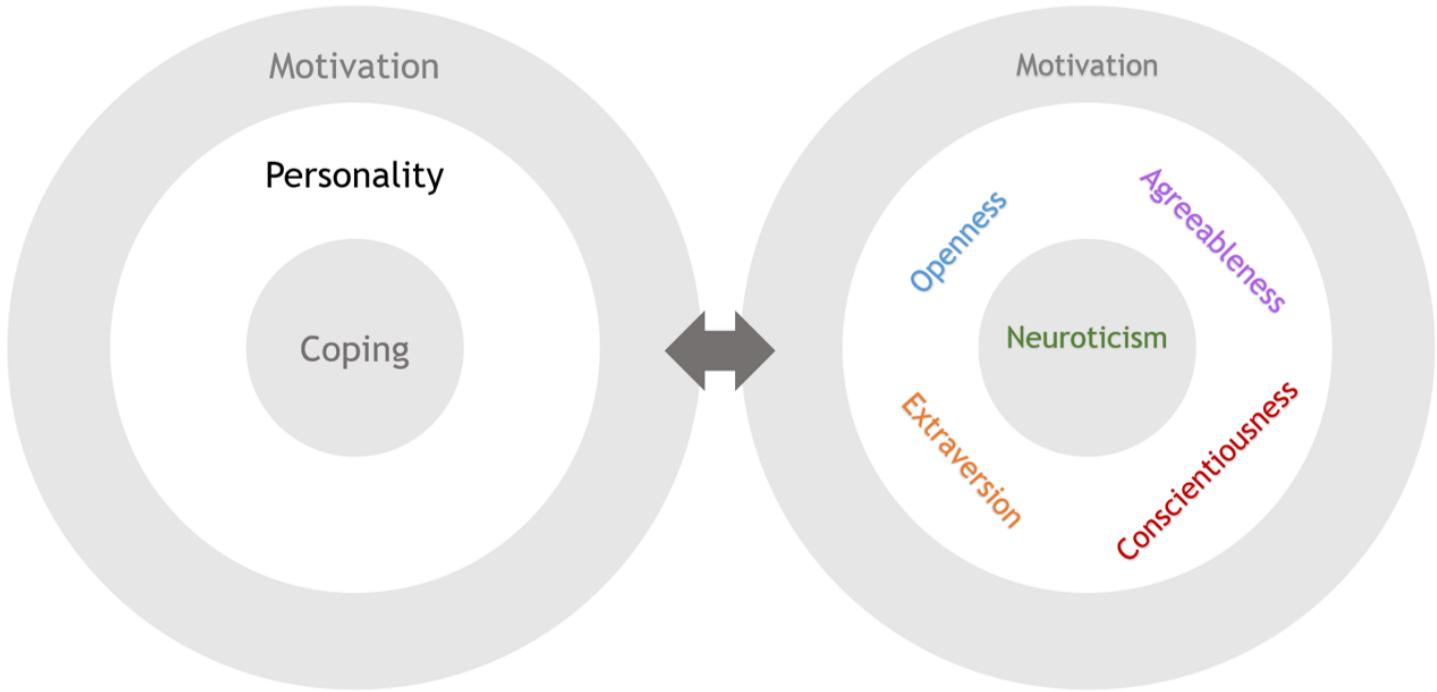 Motivation
Personality
Coping
Motivation
Openness
Agreeableness
Neuroticism
Extraversion
Conscientiousness